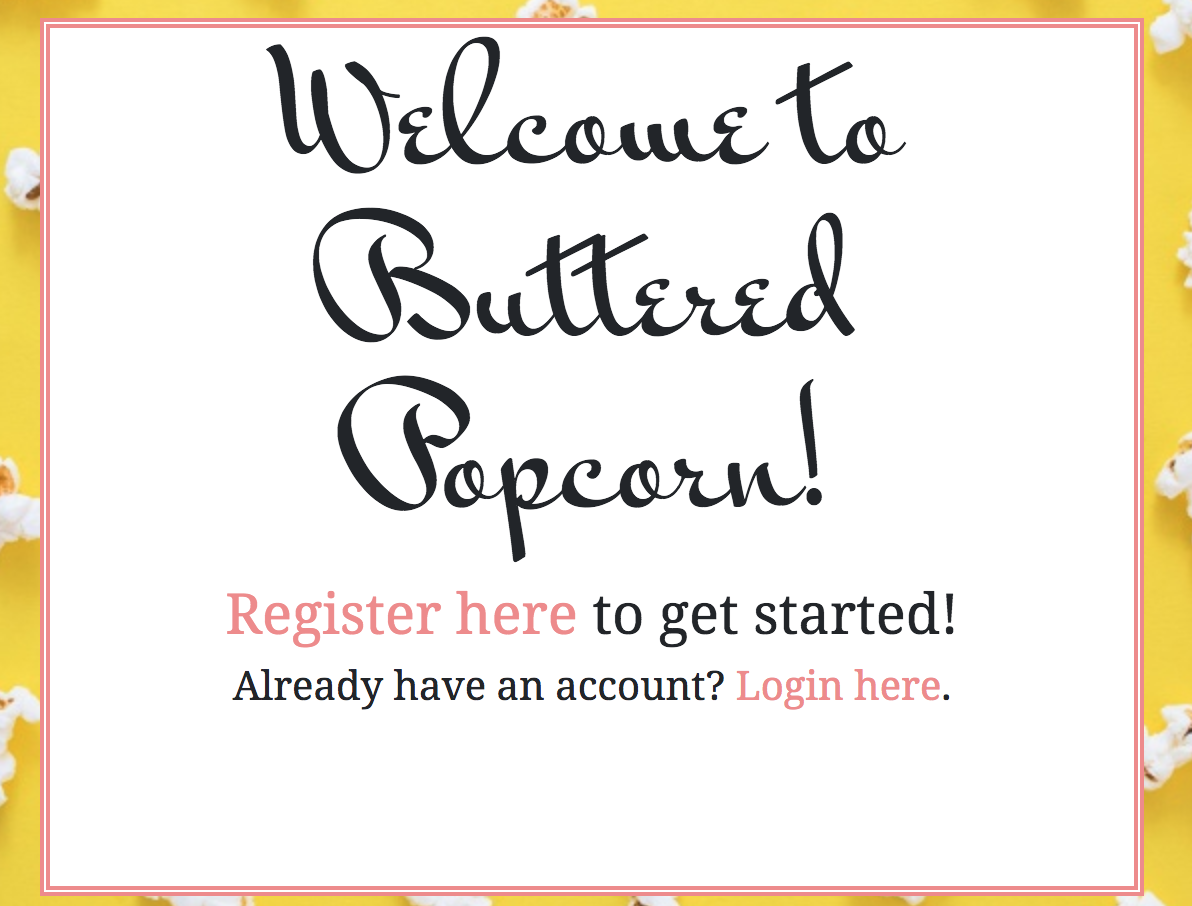 Welcome to
Buttered
Popcorn!
Register here to get started!
Already have an account? Login here.